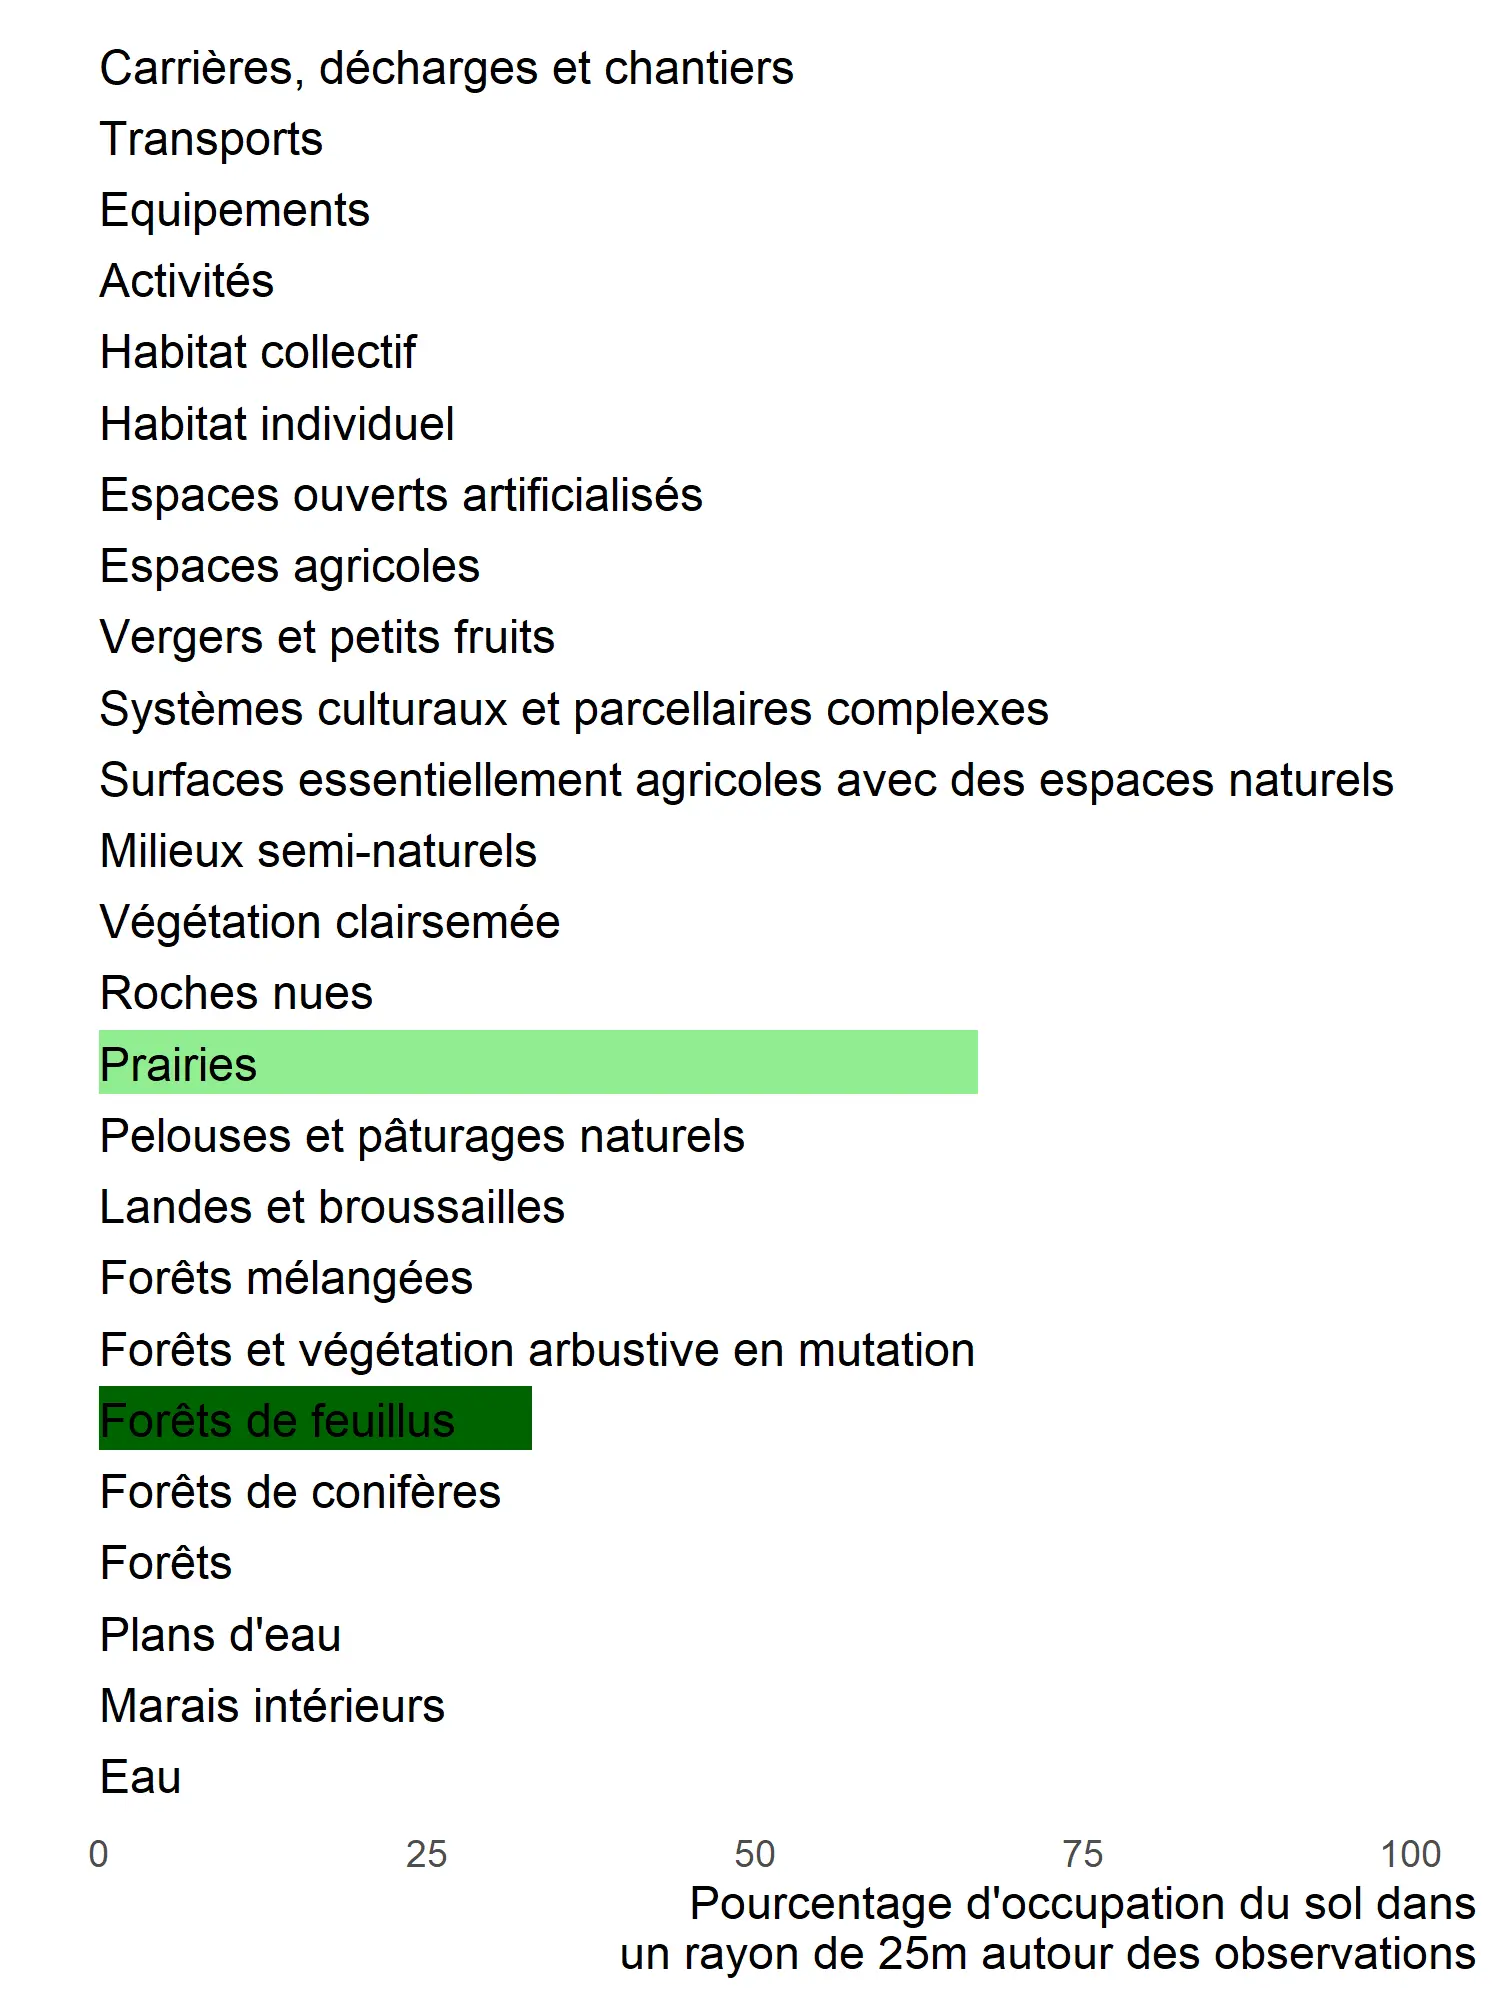 Carrières, décharges et chantiers
Transports
Equipements
Activités
Habitat collectif
Habitat individuel
Espaces ouverts artificialisés
Espaces agricoles
Vergers et petits fruits
Systèmes culturaux et parcellaires complexes
Surfaces essentiellement agricoles avec des espaces naturels
Milieux semi-naturels
Végétation clairsemée
Roches nues
Prairies
Pelouses et pâturages naturels
Landes et broussailles
Forêts mélangées
Forêts et végétation arbustive en mutation
Forêts de feuillus
Forêts de conifères
Forêts
Plans d'eau
Marais intérieurs
Eau
0 25 50 75 100
Pourcentage d'occupation du sol dans
un rayon de 25m autour des observations